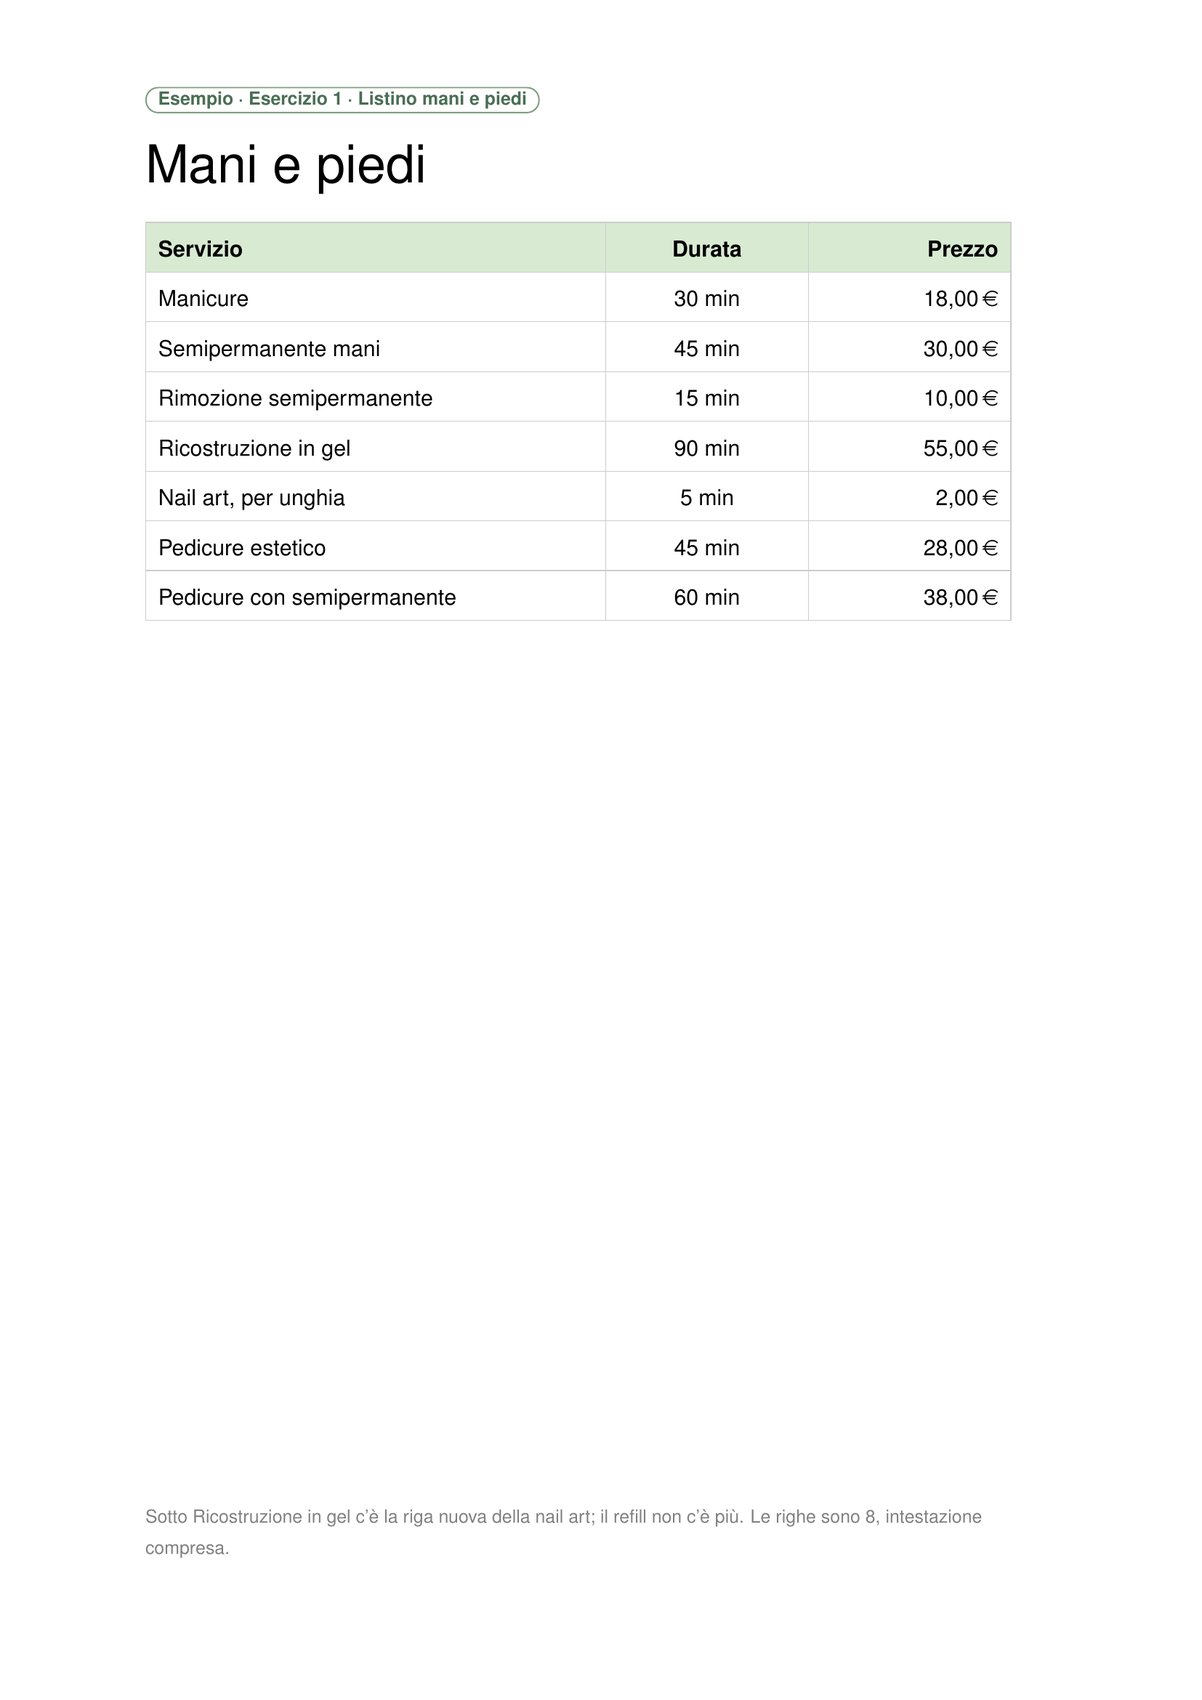 Esempio · Esercizio 1 · Listino mani e piedi
Mani e piedi
Servizio Durata Prezzo
Manicure 30 min 18,00 €
Semipermanente mani 45 min 30,00 €
Rimozione semipermanente 15 min 10,00 €
Ricostruzione in gel 90 min 55,00 €
Nail art, per unghia 5 min 2,00 €
Pedicure estetico 45 min 28,00 €
Pedicure con semipermanente 60 min 38,00 €
Sotto Ricostruzione in gel c’è la riga nuova della nail art; il refill non c’è più. Le righe sono 8, intestazione
compresa.